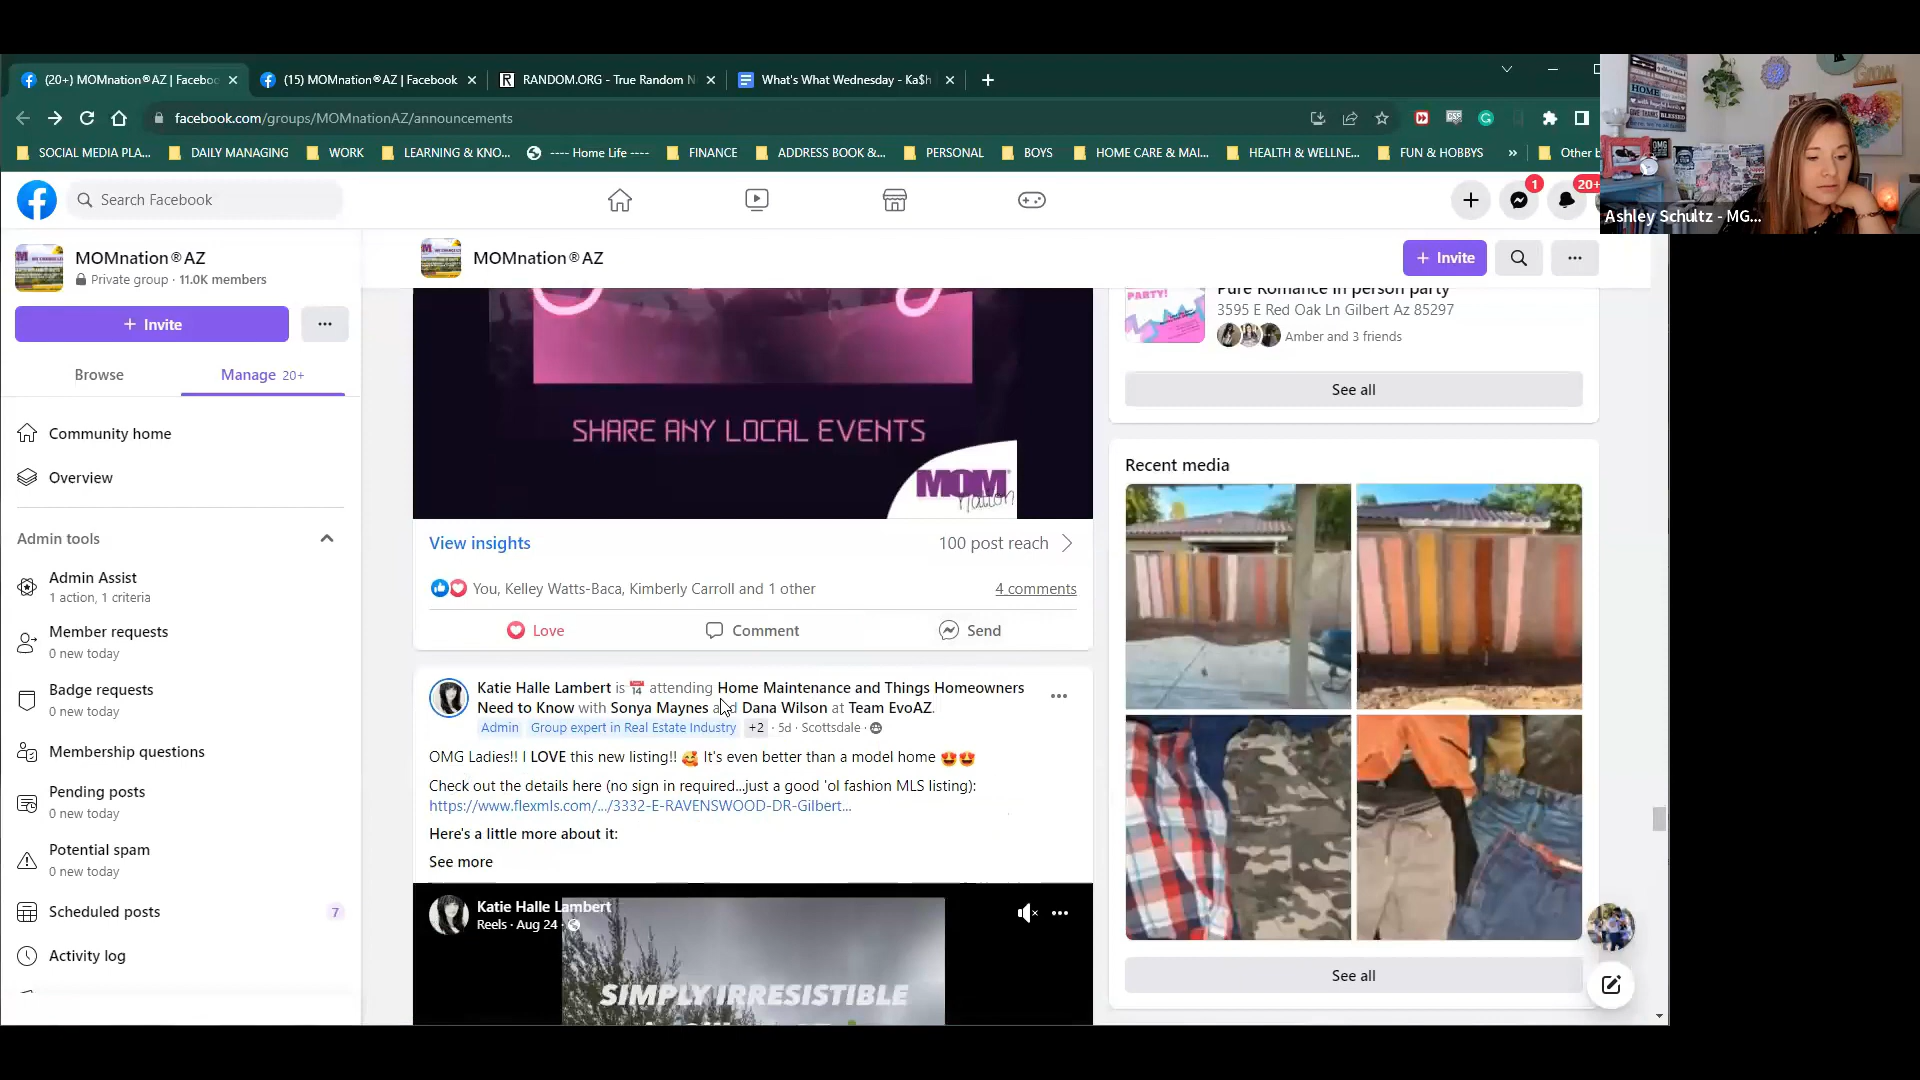 (20+) MOMnation®AZ | Faceboo
(15) MOMnation®AZ | Facebook
RANDOM.ORG - True Random N
What's What Wednesday - Ka$h
facebook.com/groups/MOMnationAZ/announcements
SOCIAL MEDIA PLA...
DAILY MANAGING
WORK
LEARNING & KNO...
---- Home Life ----
FINANCE
ADDRESS BOOK &...
PERSONAL
BOYS
HOME CARE & MAI...
HEALTH & WELLNE...
FUN & HOBBYS
»
Other b
HOME
BLESSED
GROW
Ashley Schultz - MG...
Search Facebook
1
20+
MOMnation®AZ
Private group · 11.0K members
+ Invite
...
Browse
Manage 20+
Community home
Overview
Admin tools
Admin Assist
1 action, 1 criteria
Member requests
0 new today
Badge requests
0 new today
Membership questions
Pending posts
0 new today
Potential spam
0 new today
Scheduled posts
7
Activity log
MOMnation®AZ
+ Invite
...
SHARE ANY LOCAL EVENTS
MOM
Nation
View insights
100 post reach
You, Kelley Watts-Baca, Kimberly Carroll and 1 other
4 comments
Love
Comment
Send
Katie Halle Lambert is 📅 attending Home Maintenance and Things Homeowners
Need to Know with Sonya Maynes and Dana Wilson at Team EvoAZ.
Admin Group expert in Real Estate Industry +2 · 5d · Scottsdale ·
OMG Ladies!! I LOVE this new listing!! 🥰 It's even better than a model home 😍😍
Check out the details here (no sign in required...just a good 'ol fashion MLS listing):
https://www.flexmls.com/.../3332-E-RAVENSWOOD-DR-Gilbert...
Here's a little more about it:
See more
Katie Halle Lambert
Reels · Aug 24 ·
SIMPLY IRRESISTIBLE
PARTY!
Pure Romance in person party
3595 E Red Oak Ln Gilbert Az 85297
Amber and 3 friends
See all
Recent media
See all